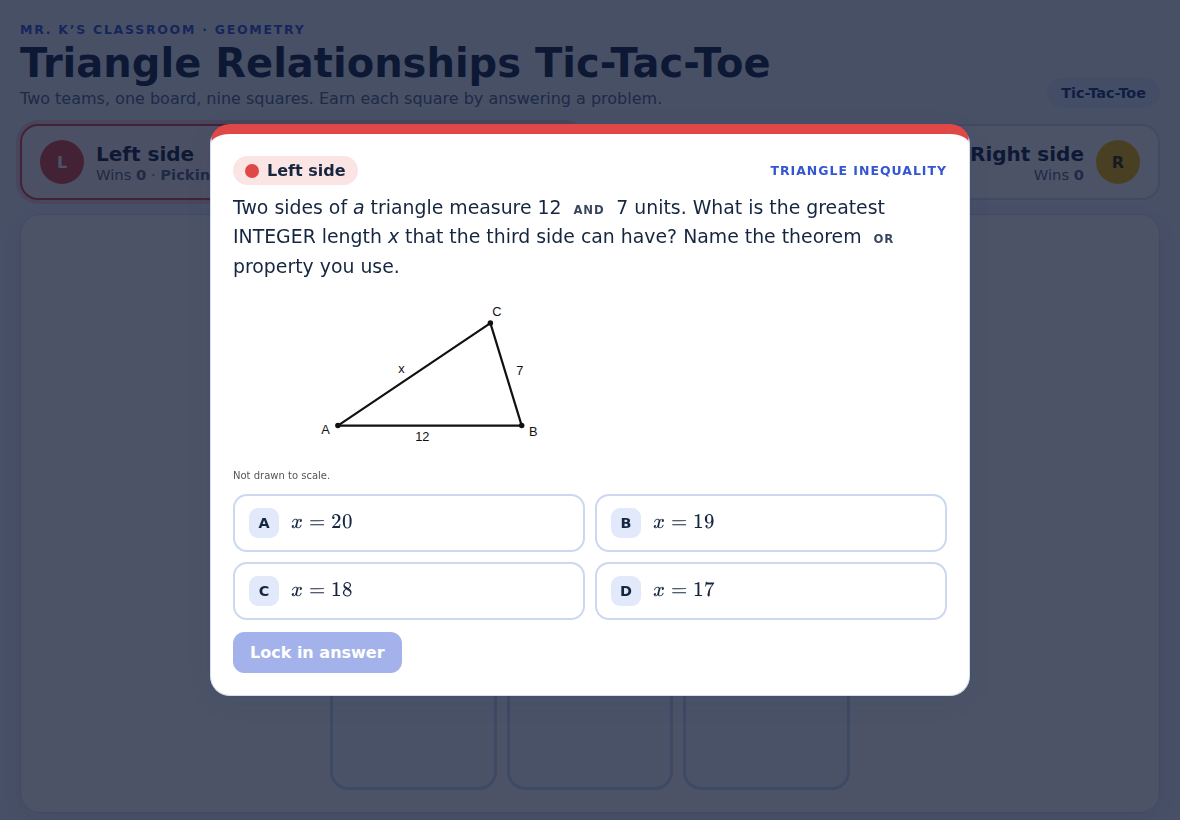 MR. K’S CLASSROOM · GEOMETRY
Triangle Relationships Tic-Tac-Toe
Two teams, one board, nine squares. Earn each square by answering a problem.
Tic-Tac-Toe
L
Left side
Wins 0 · Pickin
Right side
Wins 0
R
Left side
TRIANGLE INEQUALITY
Two sides of a triangle measure 12 AND 7 units. What is the greatest
INTEGER length x that the third side can have? Name the theorem OR
property you use.
C
x
7
A
B
12
Not drawn to scale.
A x = 20
B x = 19
C x = 18
D x = 17
Lock in answer